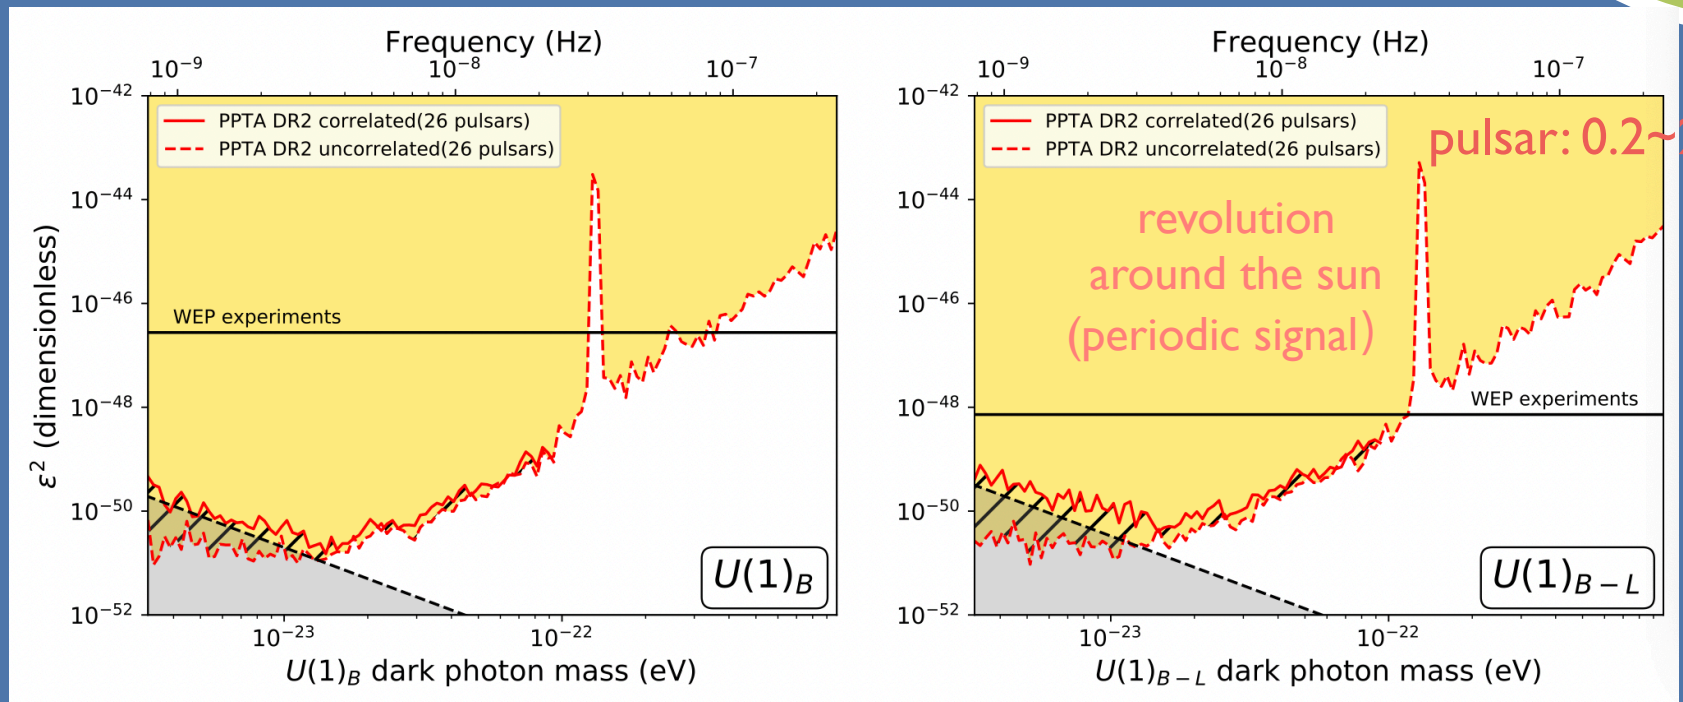 Frequency (Hz)
10⁻⁹ 10⁻⁸ 10⁻⁷
10⁻⁴²
10⁻⁴⁴
10⁻⁴⁶
10⁻⁴⁸
10⁻⁵⁰
10⁻⁵²
ε² (dimensionless)
PPTA DR2 correlated(26 pulsars)
PPTA DR2 uncorrelated(26 pulsars)
WEP experiments
U(1)_B
10⁻²³ 10⁻²²
U(1)_B dark photon mass (eV)
Frequency (Hz)
10⁻⁹ 10⁻⁸ 10⁻⁷
10⁻⁴²
10⁻⁴⁴
10⁻⁴⁶
10⁻⁴⁸
10⁻⁵⁰
10⁻⁵²
PPTA DR2 correlated(26 pulsars)
PPTA DR2 uncorrelated(26 pulsars)
pulsar: 0.2~
revolution
around the sun
(periodic signal)
WEP experiments
U(1)_{B−L}
10⁻²³ 10⁻²²
U(1)_{B−L} dark photon mass (eV)